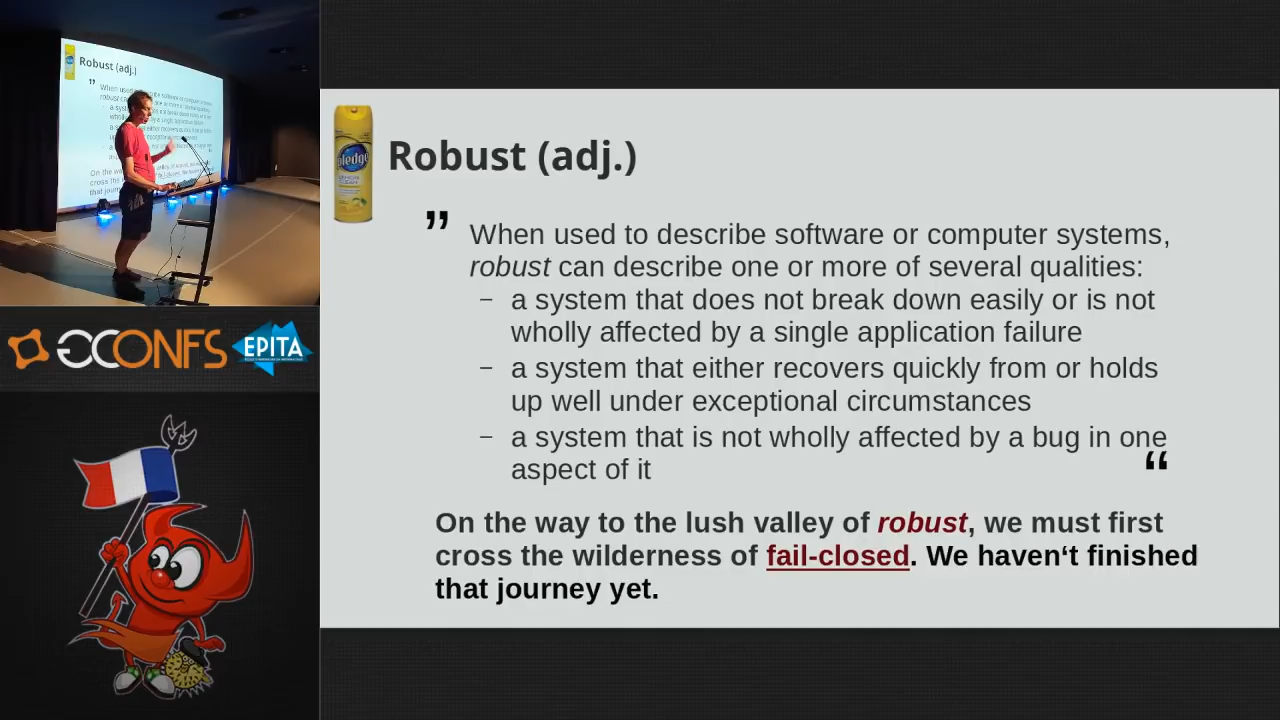 Robust (adj.)
” When used to describe software or computer systems,
robust can describe one or more of several qualities:
– a system that does not break down easily or is not
wholly affected by a single application failure
– a system that either recovers quickly from or holds
up well under exceptional circumstances
– a system that is not wholly affected by a bug in one
aspect of it “
On the way to the lush valley of robust, we must first
cross the wilderness of fail-closed. We haven‘t finished
that journey yet.
pledge
Robust (adj.)
GCONFS
EPITA